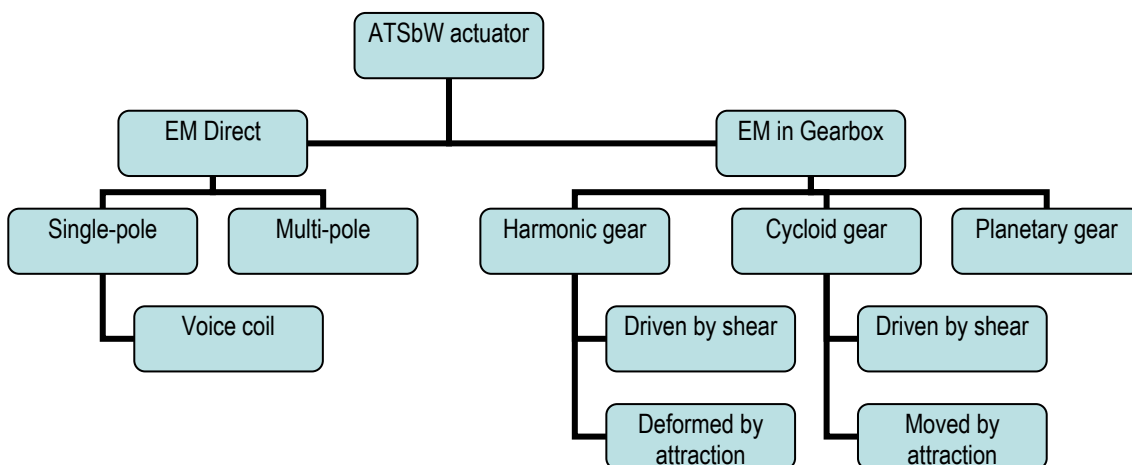 ATSbW actuator
EM Direct
EM in Gearbox
Single-pole
Multi-pole
Harmonic gear
Cycloid gear
Planetary gear
Voice coil
Driven by shear
Driven by shear
Deformed by
attraction
Moved by
attraction